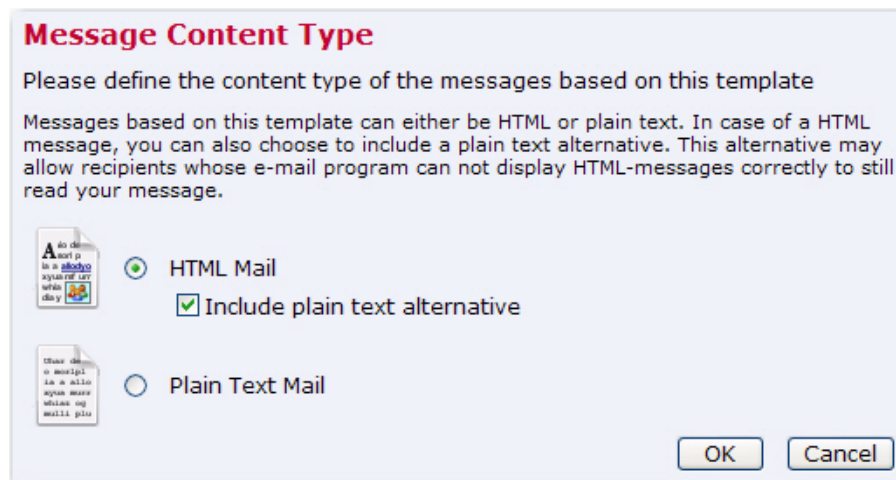 Message Content Type
Please define the content type of the messages based on this template
Messages based on this template can either be HTML or plain text. In case of a HTML
message, you can also choose to include a plain text alternative. This alternative may
allow recipients whose e-mail program can not display HTML-messages correctly to still
read your message.
HTML Mail
Include plain text alternative
Plain Text Mail
OK Cancel